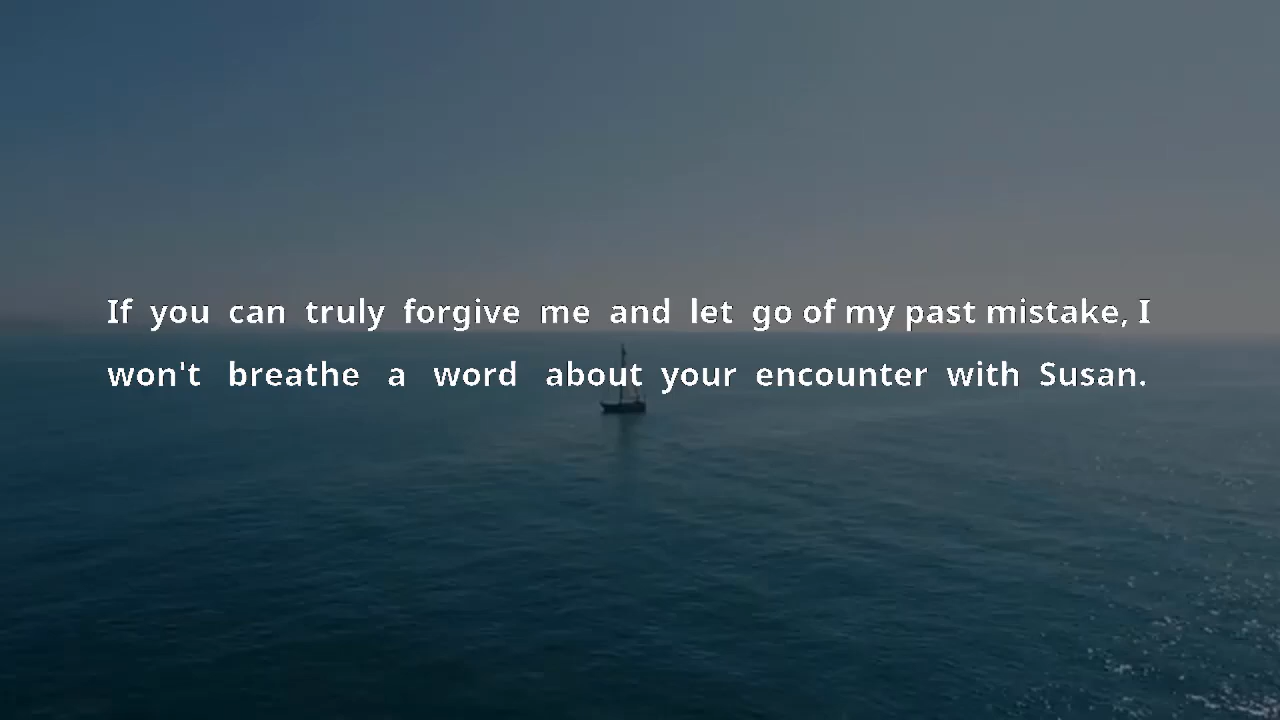 If you can truly forgive me and let go of my past mistake, I
won't breathe a word about your encounter with Susan.